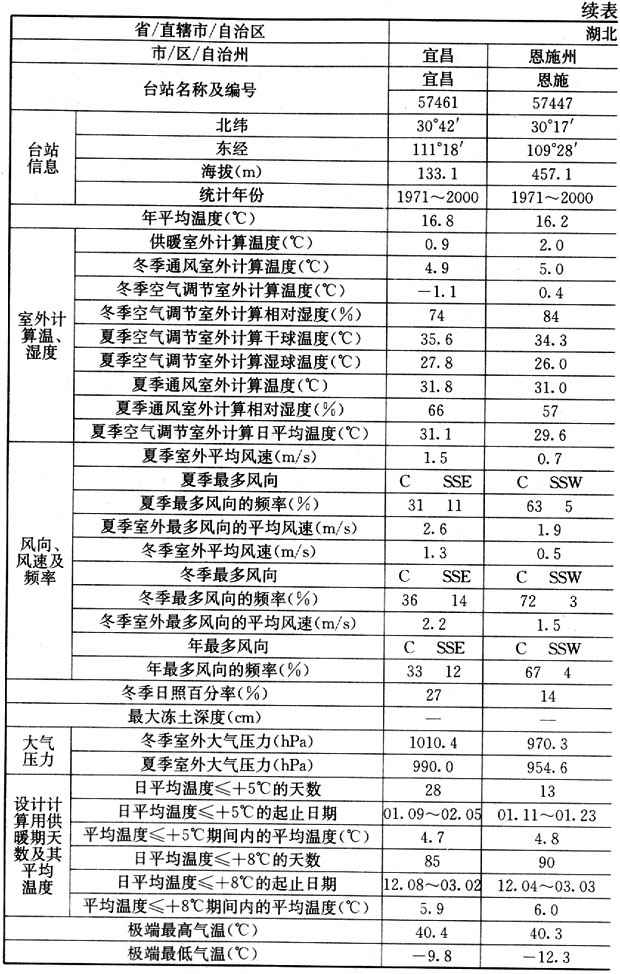 续表
省/直辖市/自治区 湖北
市/区/自治州 宜昌 恩施州
台站名称及编号 宜昌 恩施
57461 57447
台站信息 北纬 30°42′ 30°17′
东经 111°18′ 109°28′
海拔(m) 133.1 457.1
统计年份 1971～2000 1971～2000
年平均温度(℃) 16.8 16.2
室外计算温、湿度 供暖室外计算温度(℃) 0.9 2.0
冬季通风室外计算温度(℃) 4.9 5.0
冬季空气调节室外计算温度(℃) －1.1 0.4
冬季空气调节室外计算相对湿度(%) 74 84
夏季空气调节室外计算干球温度(℃) 35.6 34.3
夏季空气调节室外计算湿球温度(℃) 27.8 26.0
夏季通风室外计算温度(℃) 31.8 31.0
夏季通风室外计算相对湿度(%) 66 57
夏季空气调节室外计算日平均温度(℃) 31.1 29.6
风向、风速及频率 夏季室外平均风速(m/s) 1.5 0.7
夏季最多风向 C SSE C SSW
夏季最多风向的频率(%) 31 11 63 5
夏季室外最多风向的平均风速(m/s) 2.6 1.9
冬季室外平均风速(m/s) 1.3 0.5
冬季最多风向 C SSE C SSW
冬季最多风向的频率(%) 36 14 72 3
冬季室外最多风向的平均风速(m/s) 2.2 1.5
年最多风向 C SSE C SSW
年最多风向的频率(%) 33 12 67 4
冬季日照百分率(%) 27 14
最大冻土深度(cm) — —
大气压力 冬季室外大气压力(hPa) 1010.4 970.3
夏季室外大气压力(hPa) 990.0 954.6
设计计算用供暖期天数及其平均温度 日平均温度≤+5℃的天数 28 13
日平均温度≤+5℃的起止日期 01.09～02.05 01.11～01.23
平均温度≤+5℃期间内的平均温度(℃) 4.7 4.8
日平均温度≤+8℃的天数 85 90
日平均温度≤+8℃的起止日期 12.08～03.02 12.04～03.03
平均温度≤+8℃期间内的平均温度(℃) 5.9 6.0
极端最高气温(℃) 40.4 40.3
极端最低气温(℃) －9.8 －12.3